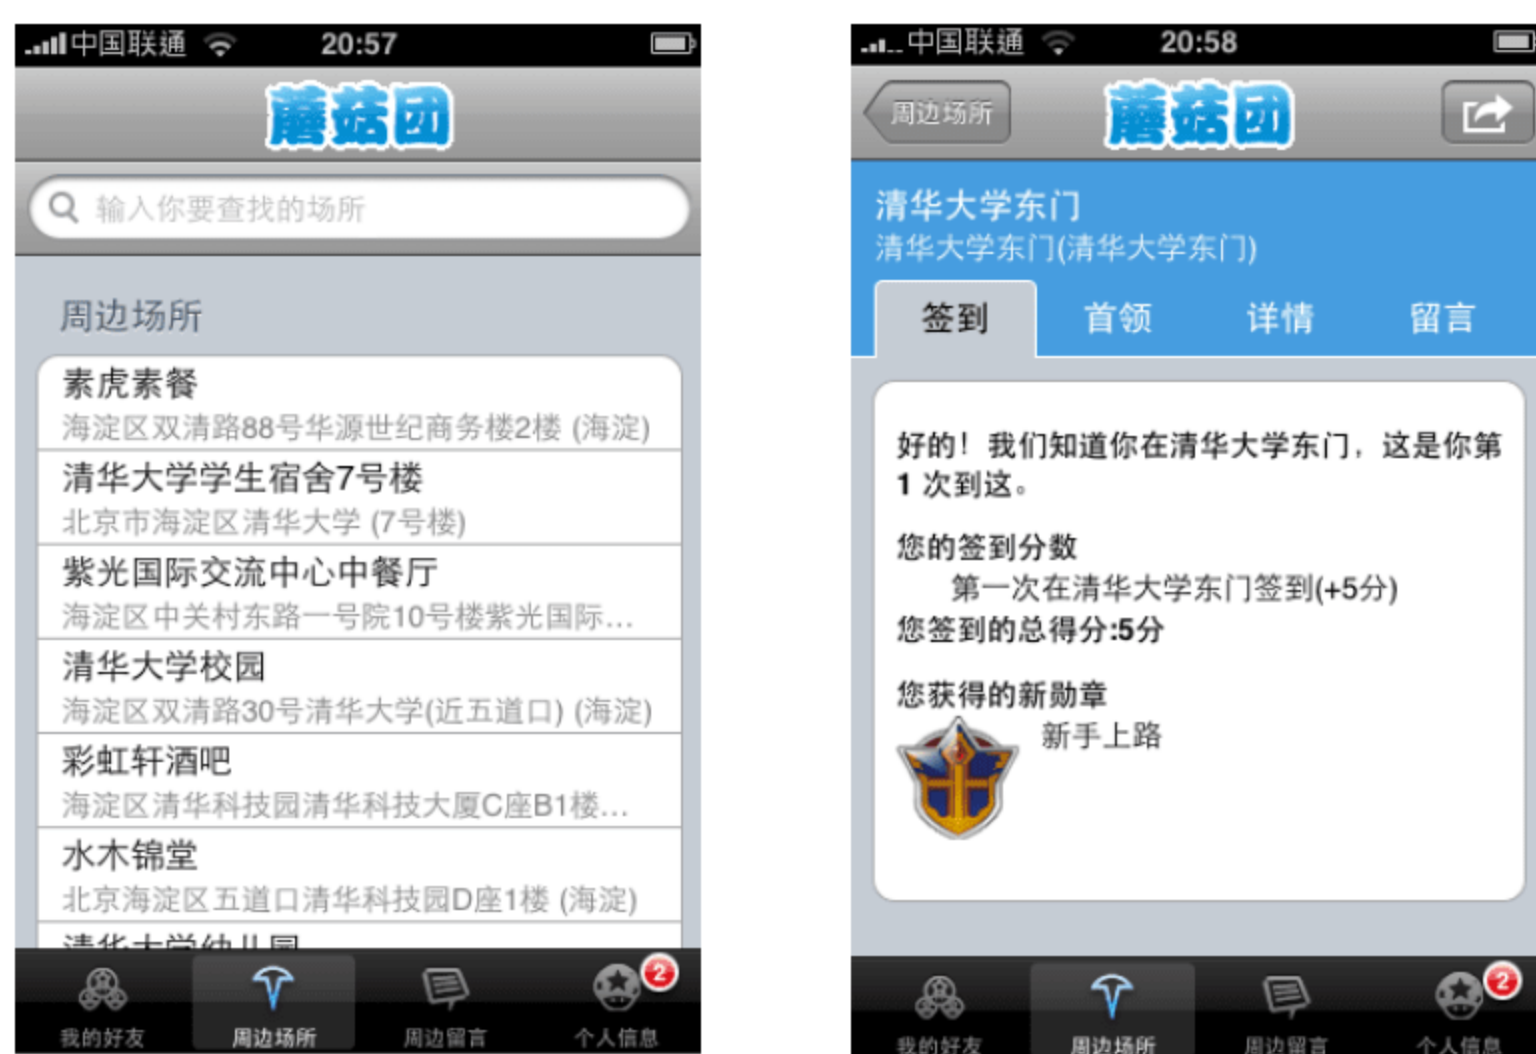 中国联通
20:57
蘑菇团
输入你要查找的场所
周边场所
素虎素餐
海淀区双清路88号华源世纪商务楼2楼 (海淀)
清华大学学生宿舍7号楼
北京市海淀区清华大学 (7号楼)
紫光国际交流中心中餐厅
海淀区中关村东路一号院10号楼紫光国际...
清华大学校园
海淀区双清路30号清华大学(近五道口) (海淀)
彩虹轩酒吧
海淀区清华科技园清华科技大厦C座B1楼...
水木锦堂
北京海淀区五道口清华科技园D座1楼 (海淀)
清华大学幼儿园
2
我的好友
周边场所
周边留言
个人信息
中国联通
20:58
周边场所
蘑菇团
清华大学东门
清华大学东门(清华大学东门)
签到
首领
详情
留言
好的！我们知道你在清华大学东门，这是你第
1 次到这。
您的签到分数
第一次在清华大学东门签到(+5分)
您签到的总得分:5分
您获得的新勋章
新手上路
2
我的好友
周边场所
周边留言
个人信息